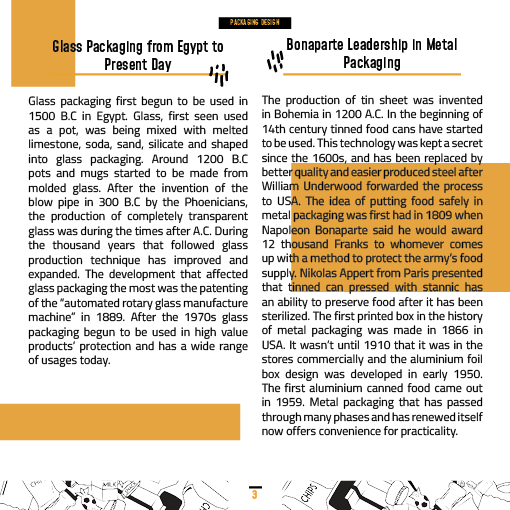 PACKAGING DESIGN
Glass Packaging from Egypt to
Present Day
Glass packaging first begun to be used in
1500 B.C in Egypt. Glass, first seen used
as a pot, was being mixed with melted
limestone, soda, sand, silicate and shaped
into glass packaging. Around 1200 B.C
pots and mugs started to be made from
molded glass. After the invention of the
blow pipe in 300 B.C by the Phoenicians,
the production of completely transparent
glass was during the times after A.C. During
the thousand years that followed glass
production technique has improved and
expanded. The development that affected
glass packaging the most was the patenting
of the “automated rotary glass manufacture
machine” in 1889. After the 1970s glass
packaging begun to be used in high value
products’ protection and has a wide range
of usages today.
Bonaparte Leadership in Metal
Packaging
The production of tin sheet was invented
in Bohemia in 1200 A.C. In the beginning of
14th century tinned food cans have started
to be used. This technology was kept a secret
since the 1600s, and has been replaced by
better quality and easier produced steel after
William Underwood forwarded the process
to USA. The idea of putting food safely in
metal packaging was first had in 1809 when
Napoleon Bonaparte said he would award
12 thousand Franks to whomever comes
up with a method to protect the army’s food
supply. Nikolas Appert from Paris presented
that tinned can pressed with stannic has
an ability to preserve food after it has been
sterilized. The first printed box in the history
of metal packaging was made in 1866 in
USA. It wasn’t until 1910 that it was in the
stores commercially and the aluminium foil
box design was developed in early 1950.
The first aluminium canned food came out
in 1959. Metal packaging that has passed
through many phases and has renewed itself
now offers convenience for practicality.
3
CHIPS